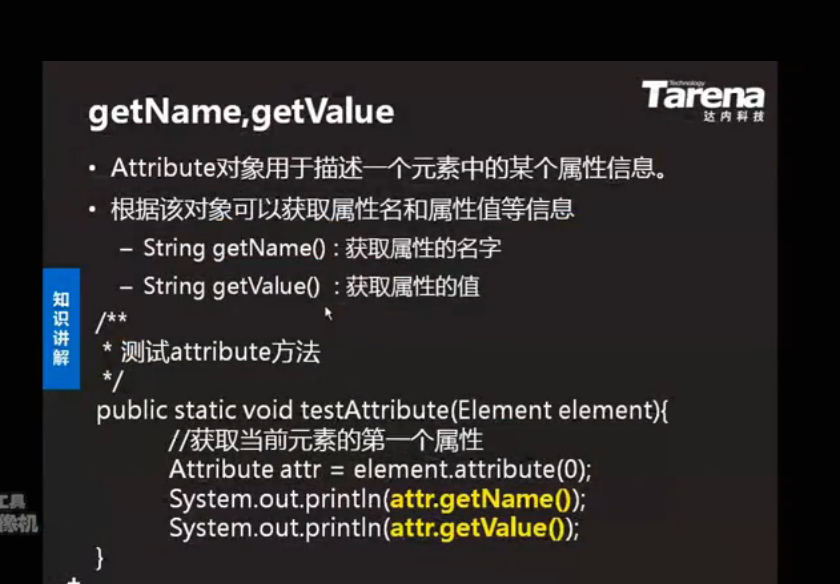 Technology
Tarena
达内科技
getName,getValue
• Attribute对象用于描述一个元素中的某个属性信息。
• 根据该对象可以获取属性名和属性值等信息
– String getName() : 获取属性的名字
– String getValue() : 获取属性的值
知识讲解
/**
* 测试attribute方法
*/
public static void testAttribute(Element element){
//获取当前元素的第一个属性
Attribute attr = element.attribute(0);
System.out.println(attr.getName());
System.out.println(attr.getValue());
}
工具
像机